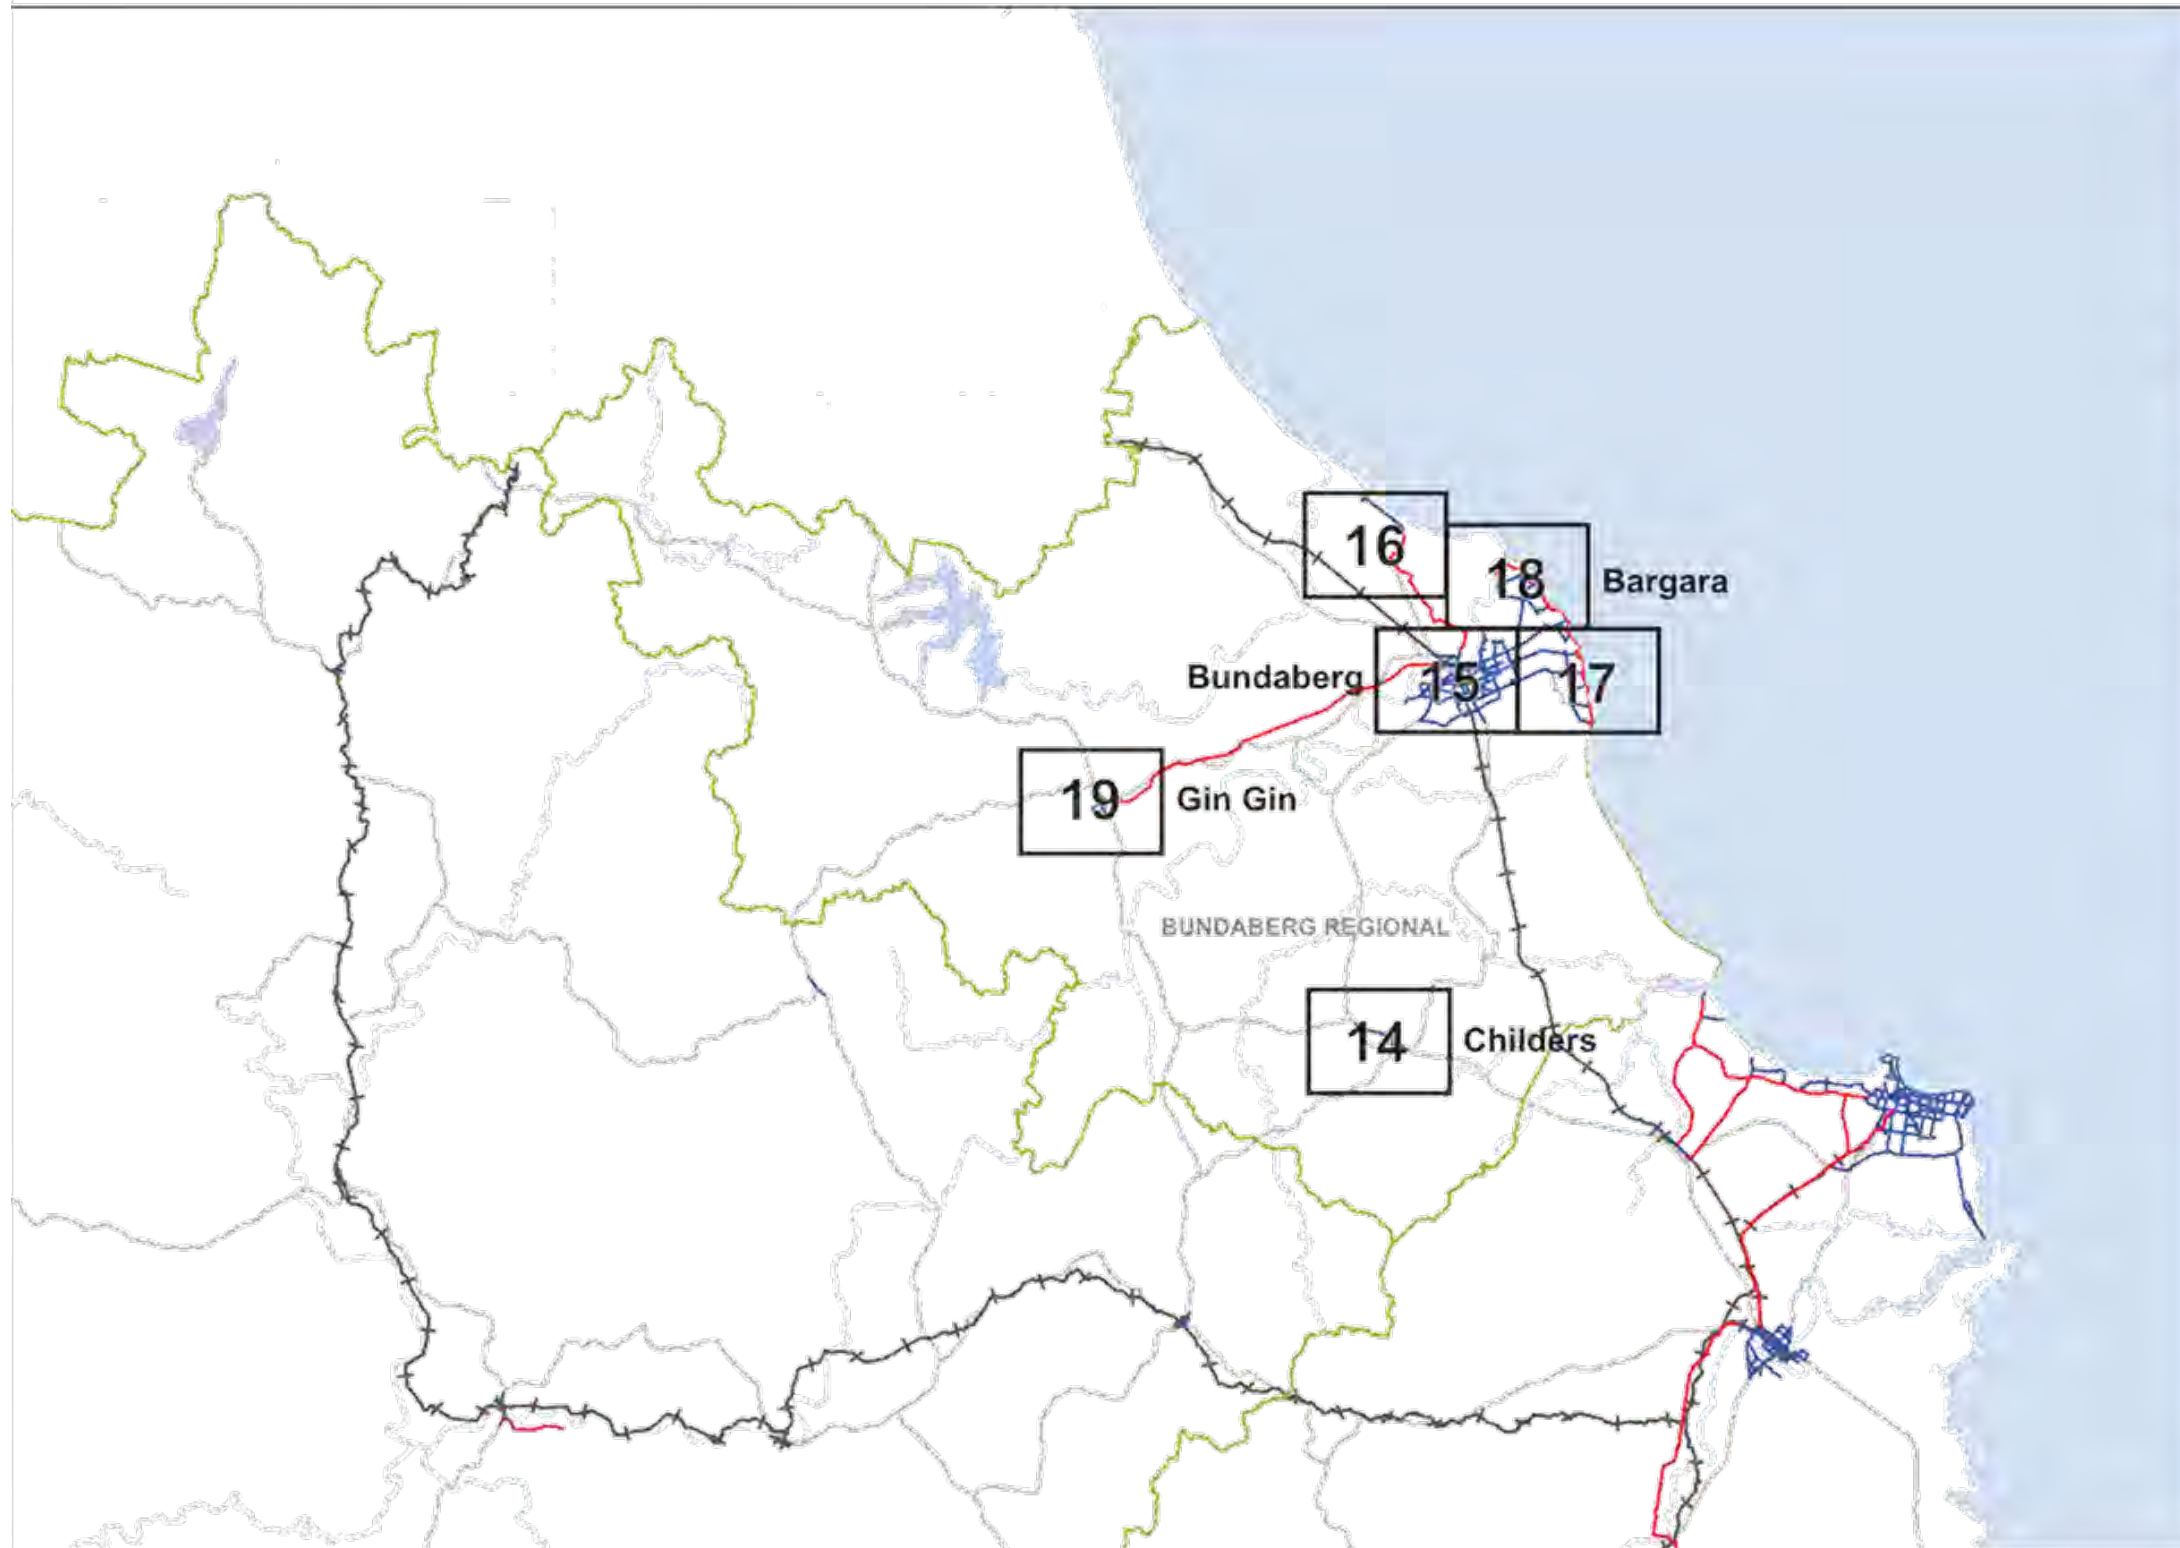 16
18 Bargara
Bundaberg 15 17
19 Gin Gin
BUNDABERG REGIONAL
14 Childers